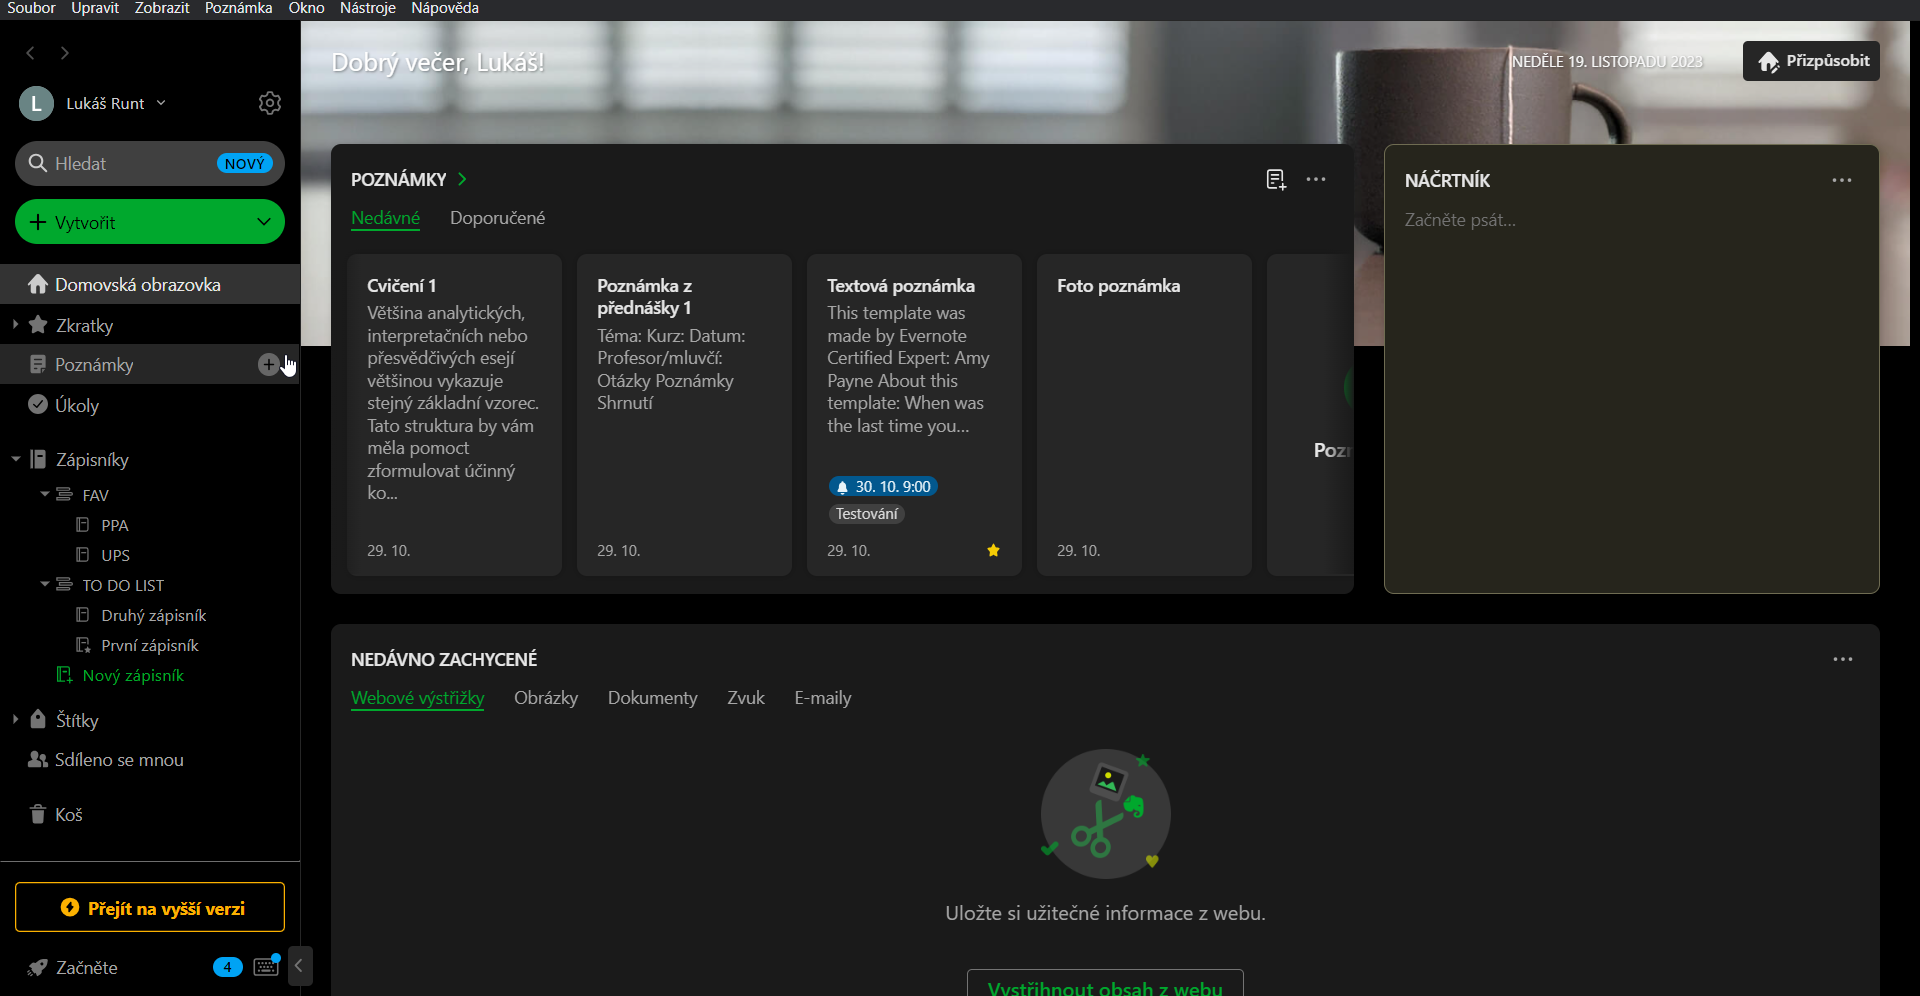 Soubor Upravit Zobrazit Poznámka Okno Nástroje Nápověda
L Lukáš Runt
Hledat NOVÝ
Vytvořit
Domovská obrazovka
Zkratky
Poznámky
Úkoly
Zápisníky
FAV
PPA
UPS
TO DO LIST
Druhý zápisník
První zápisník
Nový zápisník
Štítky
Sdíleno se mnou
Koš
Přejít na vyšší verzi
Začněte 4
Dobrý večer, Lukáš!
NEDĚLE 19. LISTOPADU 2023
Přizpůsobit
POZNÁMKY
Nedávné Doporučené
Cvičení 1
Většina analytických,
interpretačních nebo
přesvědčivých esejí
většinou vykazuje
stejný základní vzorec.
Tato struktura by vám
měla pomoct
zformulovat účinný
ko...
29. 10.
Poznámka z
přednášky 1
Téma: Kurz: Datum:
Profesor/mluvčí:
Otázky Poznámky
Shrnutí
29. 10.
Textová poznámka
This template was
made by Evernote
Certified Expert: Amy
Payne About this
template: When was
the last time you...
30. 10. 9:00
Testování
29. 10.
Foto poznámka
29. 10.
NÁČRTNÍK
Začněte psát...
NEDÁVNO ZACHYCENÉ
Webové výstřižky Obrázky Dokumenty Zvuk E-maily
Uložte si užitečné informace z webu.
Vystřihnout obsah z webu